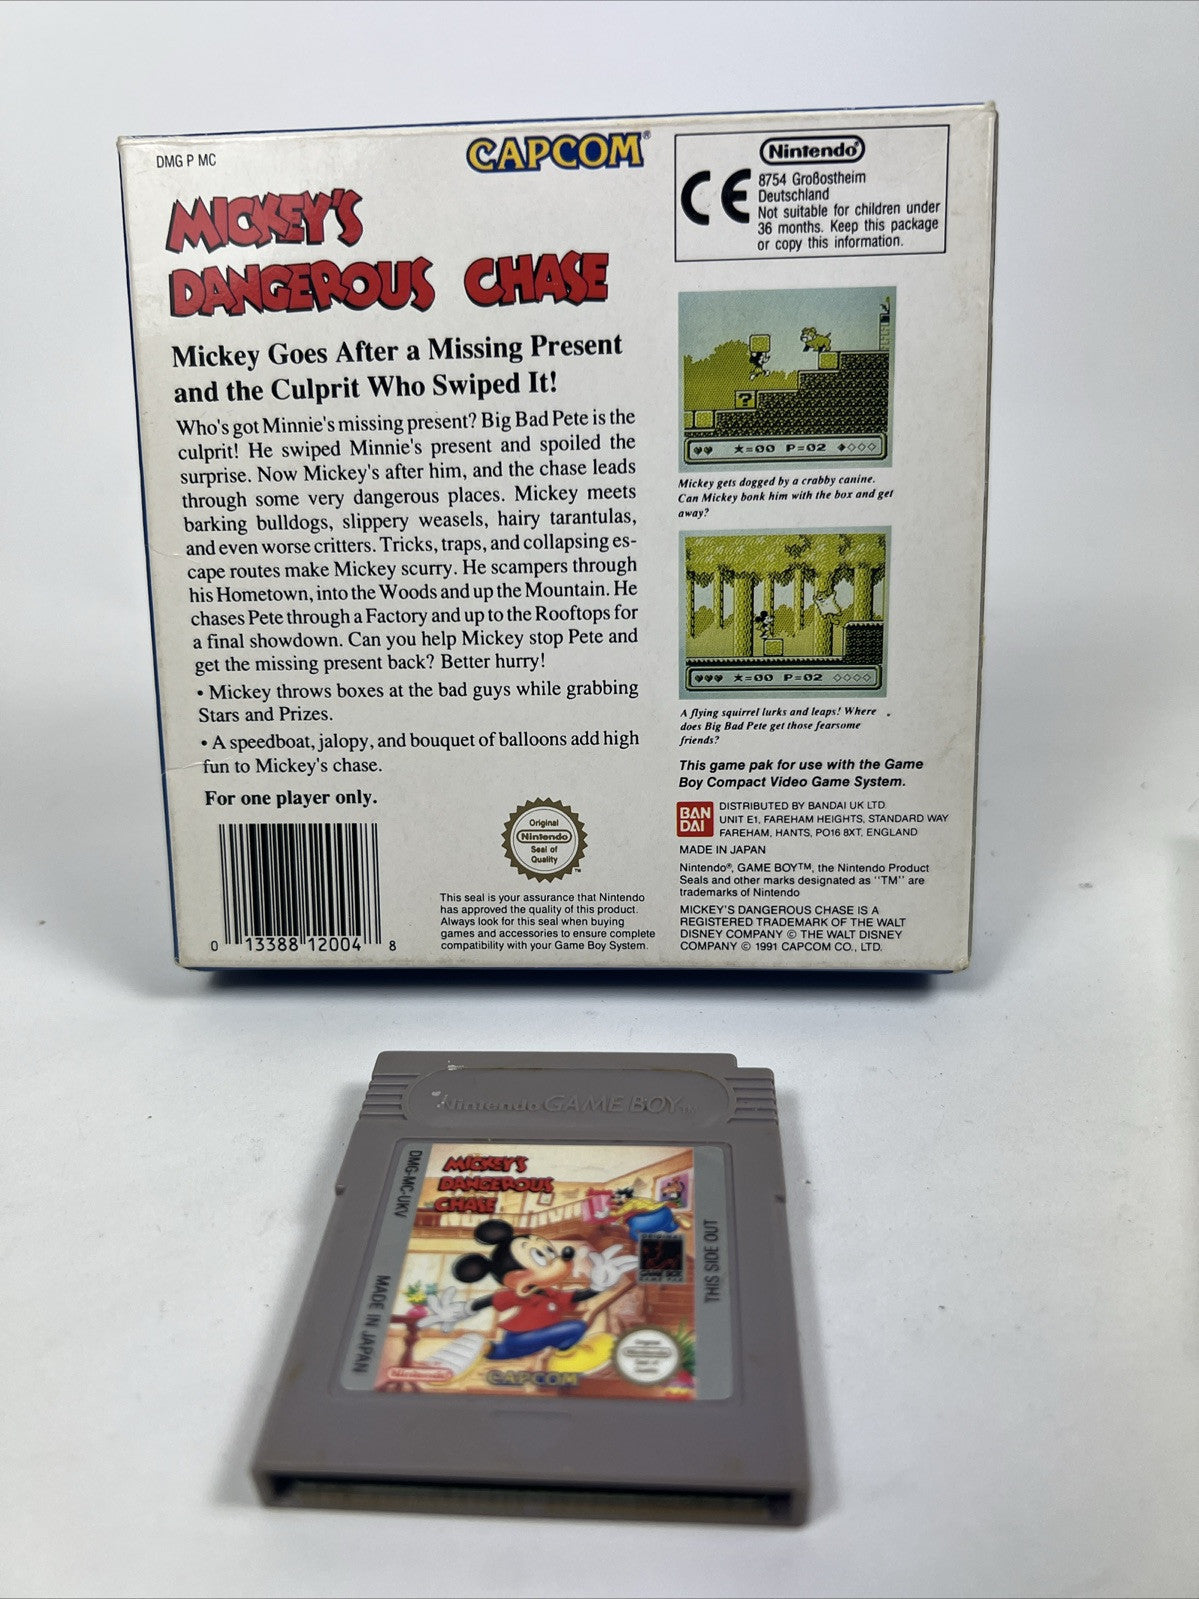 DMG P MC
CAPCOM®
MICKEY'S
DANGEROUS CHASE
Mickey Goes After a Missing Present
and the Culprit Who Swiped It!
Who's got Minnie's missing present? Big Bad Pete is the
culprit! He swiped Minnie's present and spoiled the
surprise. Now Mickey's after him, and the chase leads
through some very dangerous places. Mickey meets
barking bulldogs, slippery weasels, hairy tarantulas,
and even worse critters. Tricks, traps, and collapsing es-
cape routes make Mickey scurry. He scampers through
his Hometown, into the Woods and up the Mountain. He
chases Pete through a Factory and up to the Rooftops for
a final showdown. Can you help Mickey stop Pete and
get the missing present back? Better hurry!
• Mickey throws boxes at the bad guys while grabbing
Stars and Prizes.
• A speedboat, jalopy, and bouquet of balloons add high
fun to Mickey's chase.
For one player only.
0 13388 12004 8
Original
Nintendo
Seal of
Quality
TM
This seal is your assurance that Nintendo
has approved the quality of this product.
Always look for this seal when buying
games and accessories to ensure complete
compatibility with your Game Boy System.
Nintendo®
CE
8754 Großostheim
Deutschland
Not suitable for children under
36 months. Keep this package
or copy this information.
?
★=00 P=02
Mickey gets dogged by a crabby canine.
Can Mickey bonk him with the box and get
away?
★=00 P=02
A flying squirrel lurks and leaps! Where
does Big Bad Pete get those fearsome
friends?
This game pak for use with the Game
Boy Compact Video Game System.
BAN
DAI
DISTRIBUTED BY BANDAI UK LTD
UNIT E1, FAREHAM HEIGHTS, STANDARD WAY
FAREHAM, HANTS, PO16 8XT, ENGLAND
MADE IN JAPAN
Nintendo®, GAME BOY™, the Nintendo Product
Seals and other marks designated as "TM" are
trademarks of Nintendo
MICKEY'S DANGEROUS CHASE IS A
REGISTERED TRADEMARK OF THE WALT
DISNEY COMPANY © THE WALT DISNEY
COMPANY © 1991 CAPCOM CO., LTD.
Nintendo GAME BOY™
DMG-MC-UKV
MADE IN JAPAN
MICKEY'S
DANGEROUS
CHASE
THIS SIDE OUT
Original
Nintendo
Seal of
Quality
Nintendo
CAPCOM